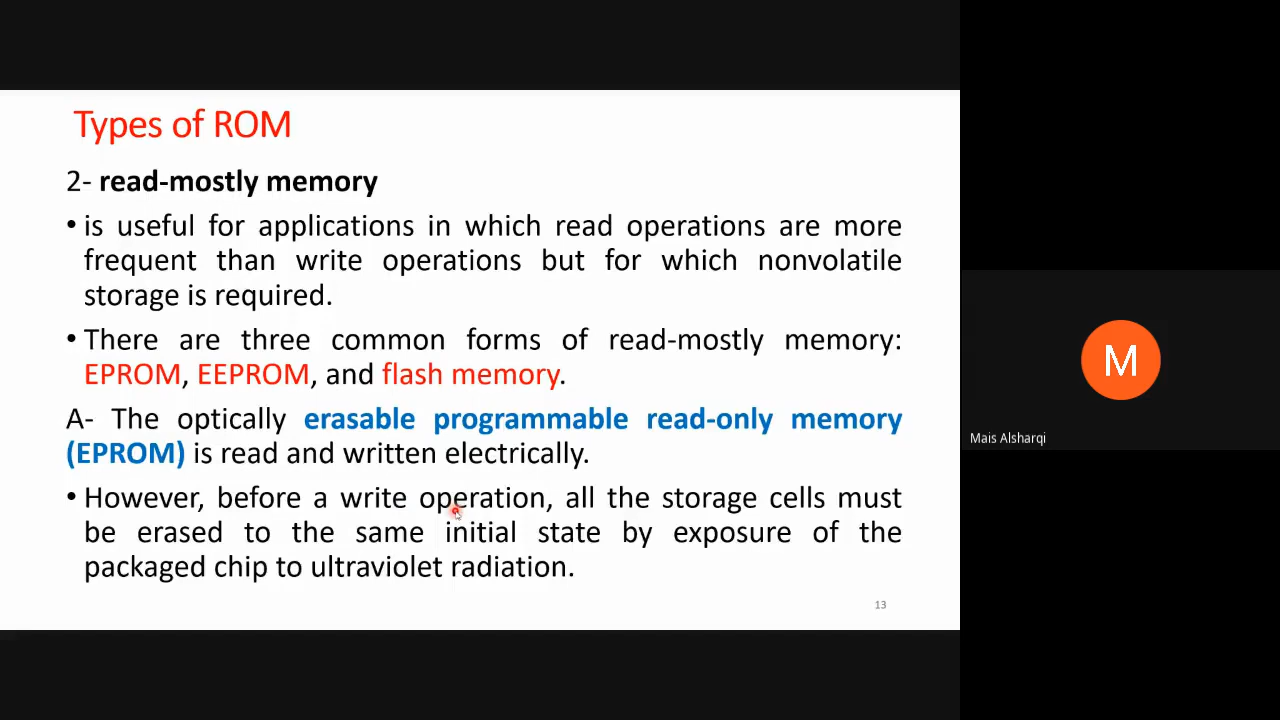 Types of ROM
2- read-mostly memory
• is useful for applications in which read operations are more
frequent than write operations but for which nonvolatile
storage is required.
• There are three common forms of read-mostly memory:
EPROM, EEPROM, and flash memory.
A- The optically erasable programmable read-only memory
(EPROM) is read and written electrically.
• However, before a write operation, all the storage cells must
be erased to the same initial state by exposure of the
packaged chip to ultraviolet radiation.
13
M
Mais Alsharqi